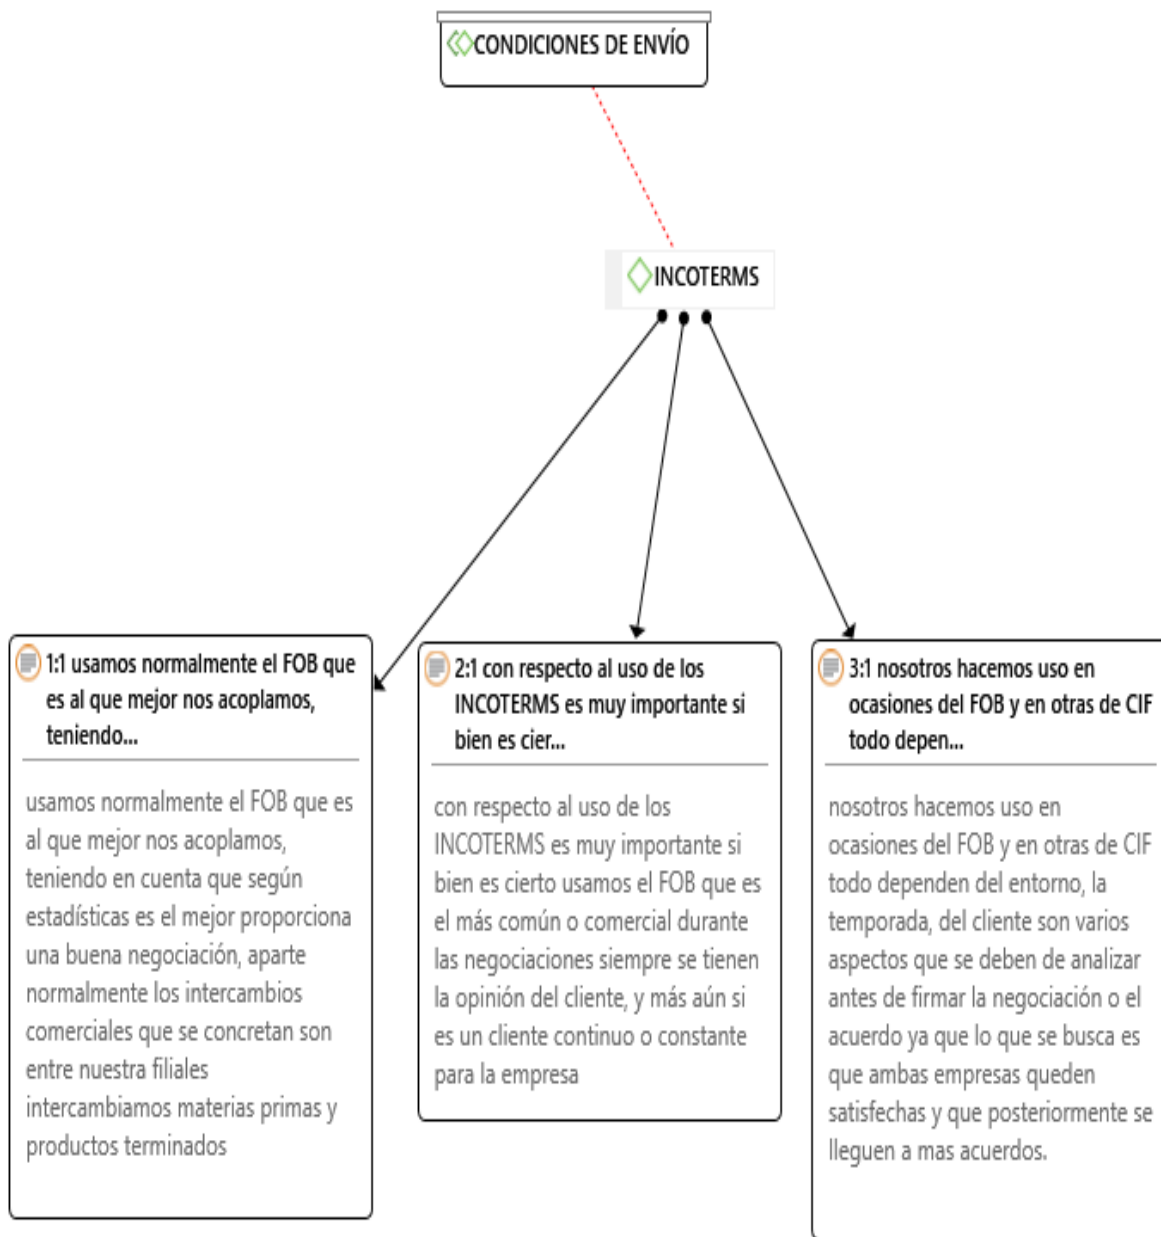 CONDICIONES DE ENVÍO
INCOTERMS
1:1 usamos normalmente el FOB que
es al que mejor nos acoplamos,
teniendo...
usamos normalmente el FOB que es
al que mejor nos acoplamos,
teniendo en cuenta que según
estadísticas es el mejor proporciona
una buena negociación, aparte
normalmente los intercambios
comerciales que se concretan son
entre nuestra filiales
intercambiamos materias primas y
productos terminados
2:1 con respecto al uso de los
INCOTERMS es muy importante si
bien es cier...
con respecto al uso de los
INCOTERMS es muy importante si
bien es cierto usamos el FOB que es
el más común o comercial durante
las negociaciones siempre se tienen
la opinión del cliente, y más aún si
es un cliente continuo o constante
para la empresa
3:1 nosotros hacemos uso en
ocasiones del FOB y en otras de CIF
todo depen...
nosotros hacemos uso en
ocasiones del FOB y en otras de CIF
todo dependen del entorno, la
temporada, del cliente son varios
aspectos que se deben de analizar
antes de firmar la negociación o el
acuerdo ya que lo que se busca es
que ambas empresas queden
satisfechas y que posteriormente se
lleguen a mas acuerdos.